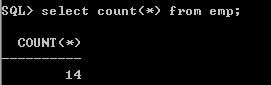 SQL> select count(*) from emp;
COUNT(*)
----------
14